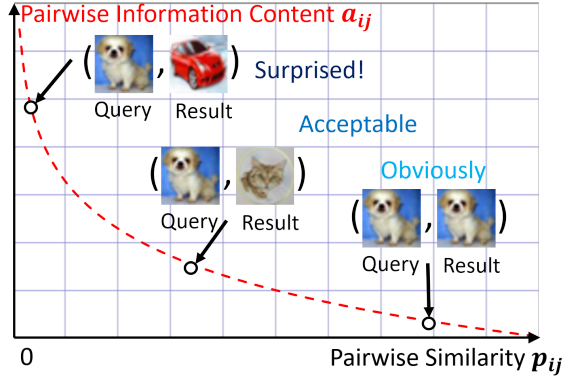 Pairwise Information Content a_ij
( , ) Surprised!
Query Result
Acceptable
( , )
Obviously
Query Result
( , )
Query Result
0 Pairwise Similarity p_ij